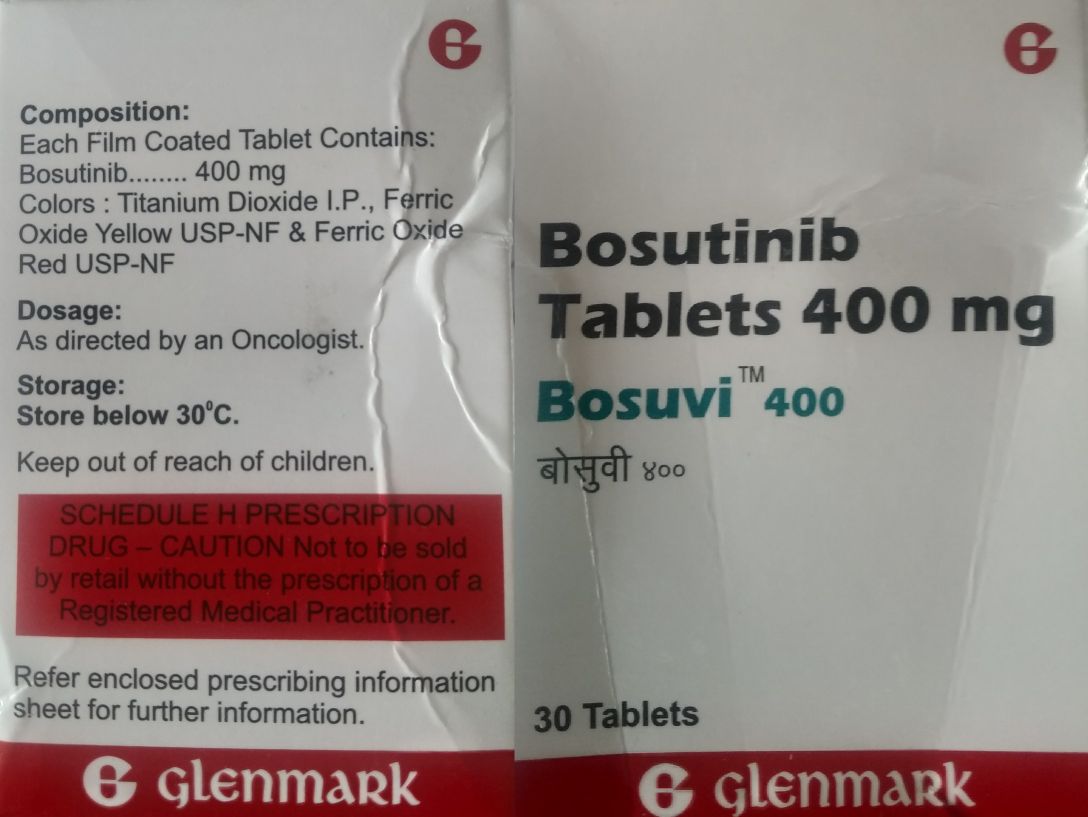 Composition:
Each Film Coated Tablet Contains:
Bosutinib........ 400 mg
Colors : Titanium Dioxide I.P., Ferric
Oxide Yellow USP-NF & Ferric Oxide
Red USP-NF
Dosage:
As directed by an Oncologist.
Storage:
Store below 30⁰C.
Keep out of reach of children.
SCHEDULE H PRESCRIPTION
DRUG – CAUTION Not to be sold
by retail without the prescription of a
Registered Medical Practitioner.
Refer enclosed prescribing information
sheet for further information.
glenmark
Bosutinib
Tablets 400 mg
Bosuvi™ 400
बोसुवी ४००
30 Tablets
glenmark